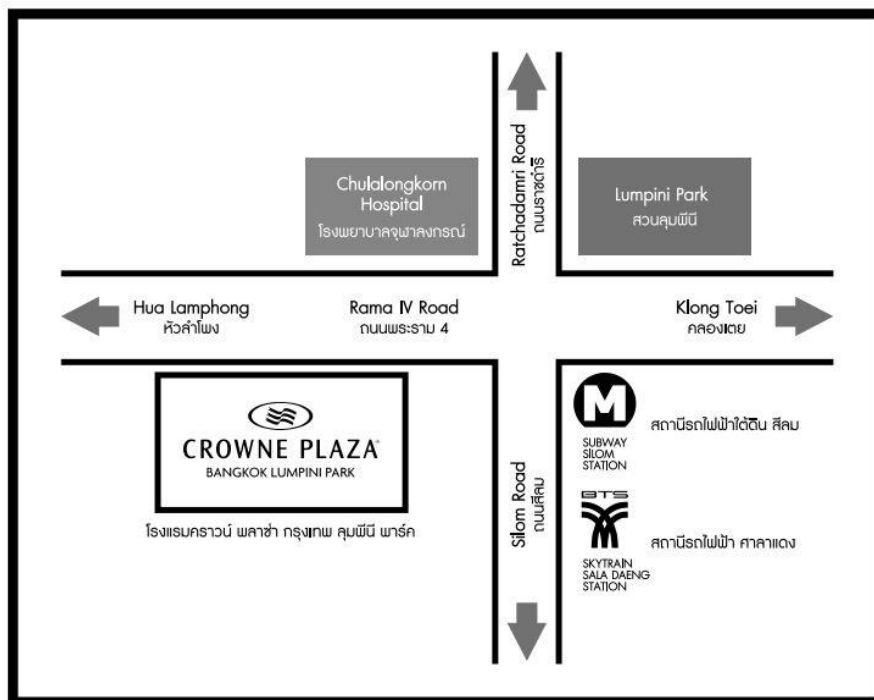 Chulalongkorn
Hospital
โรงพยาบาลจุฬาลงกรณ์
Ratchadamri Road
ถนนราชดำริ
Lumpini Park
สวนลุมพินี
Hua Lamphong
หัวลำโพง
Rama IV Road
ถนนพระราม 4
Klong Toei
คลองเตย
CROWNE PLAZA
BANGKOK LUMPINI PARK
โรงแรมคราวน์ พลาซ่า กรุงเทพ ลุมพีนี พาร์ค
Silom Road
ถนนสีลม
M
SUBWAY
SILOM
STATION
สถานีรถไฟฟ้าใต้ดิน สีลม
BTS
SKYTRAIN
SALA DAENG
STATION
สถานีรถไฟฟ้า ศาลาแดง